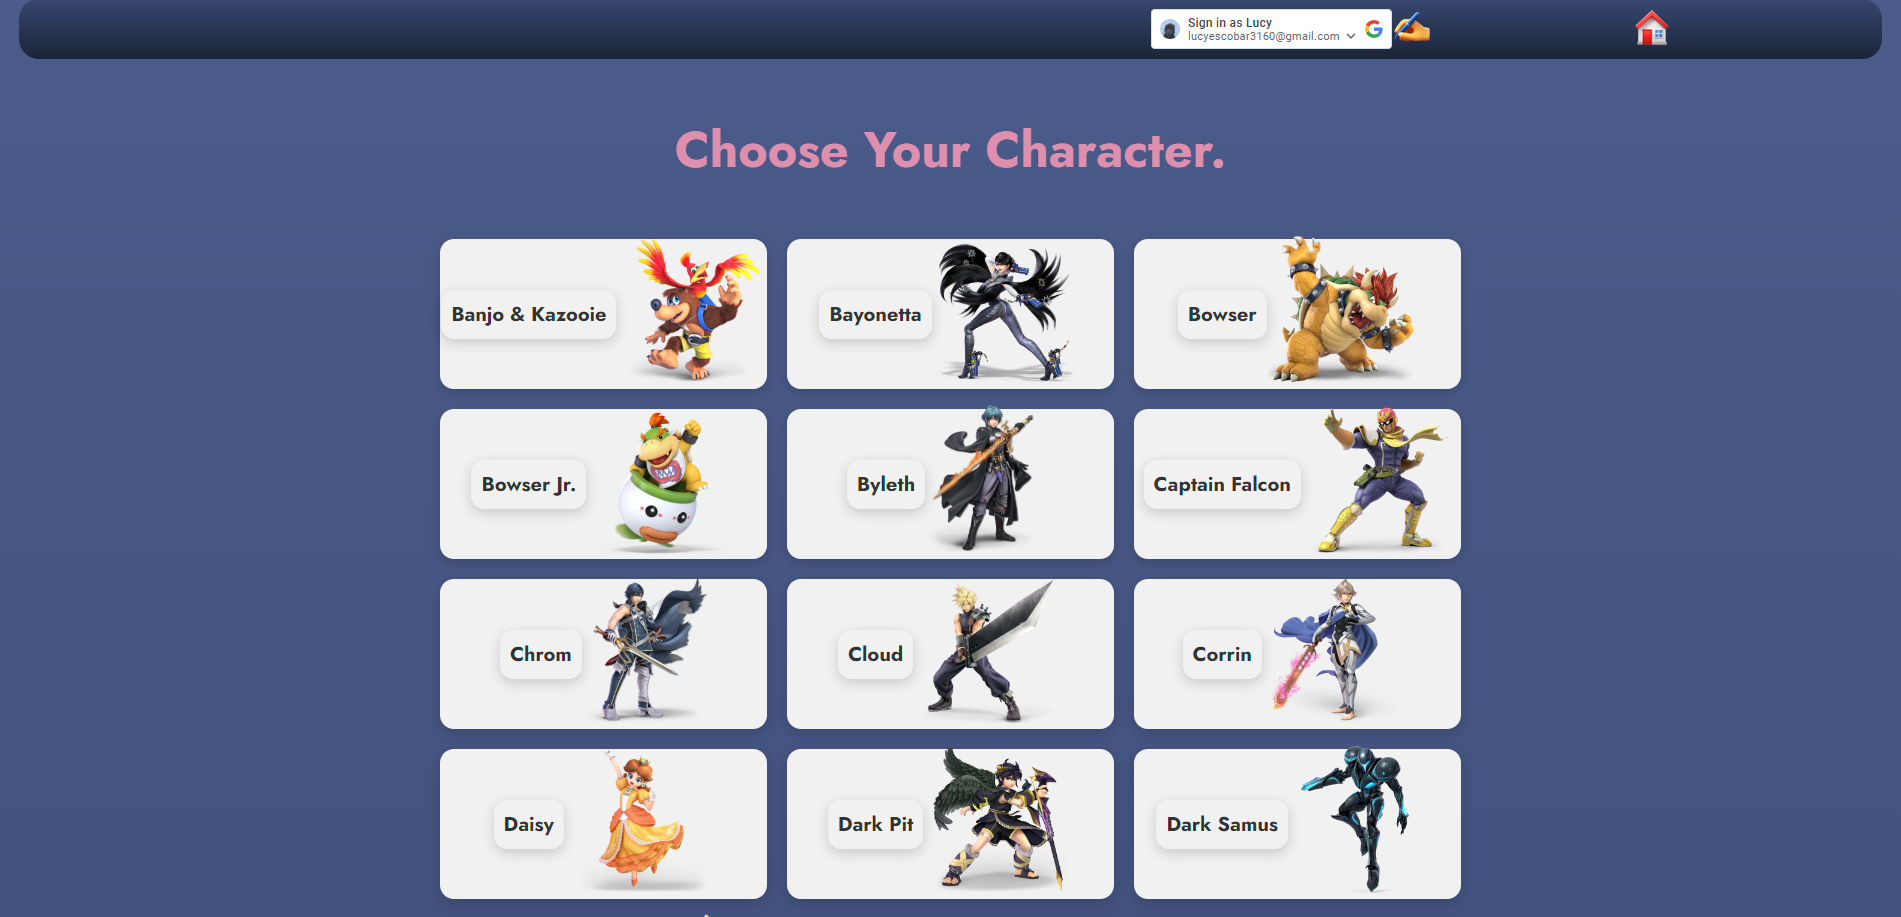 Sign in as Lucy
lucyescobar3160@gmail.com
Choose Your Character.
Banjo & Kazooie
Bayonetta
Bowser
Bowser Jr.
Byleth
Captain Falcon
Chrom
Cloud
Corrin
Daisy
Dark Pit
Dark Samus